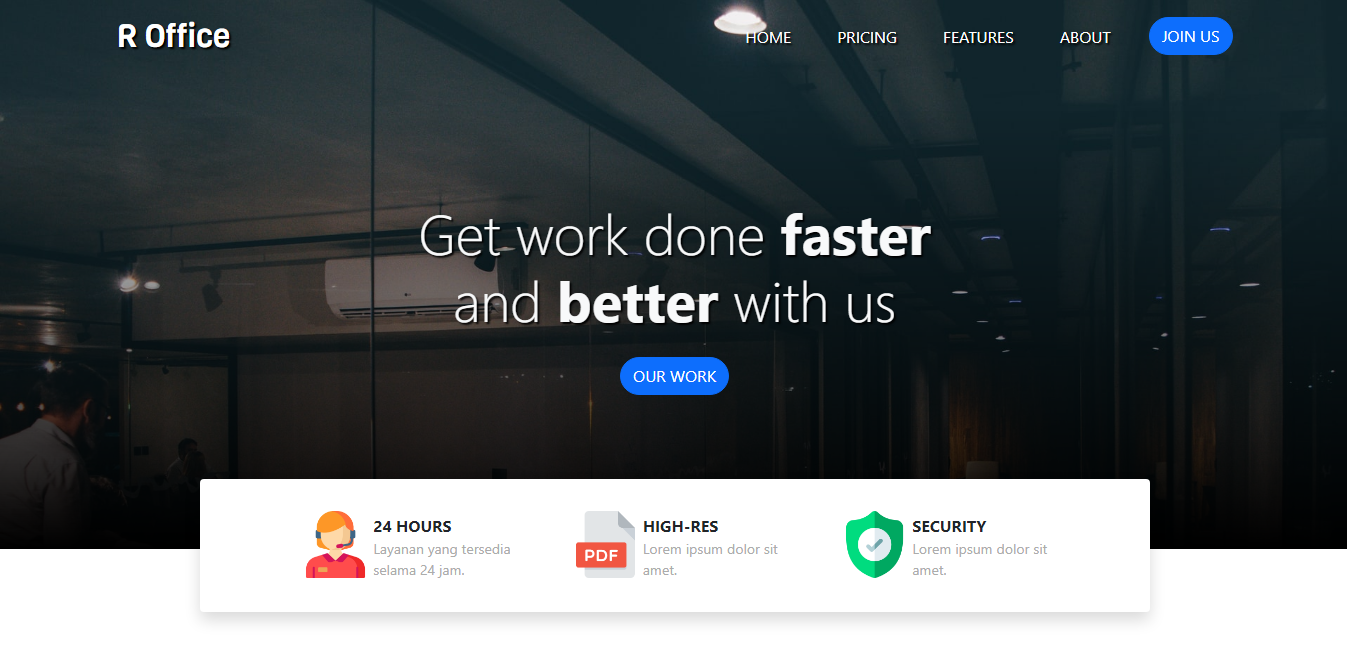 R Office
HOME
PRICING
FEATURES
ABOUT
JOIN US
Get work done faster
and better with us
OUR WORK
24 HOURS
Layanan yang tersedia
selama 24 jam.
PDF
HIGH-RES
Lorem ipsum dolor sit
amet.
SECURITY
Lorem ipsum dolor sit
amet.